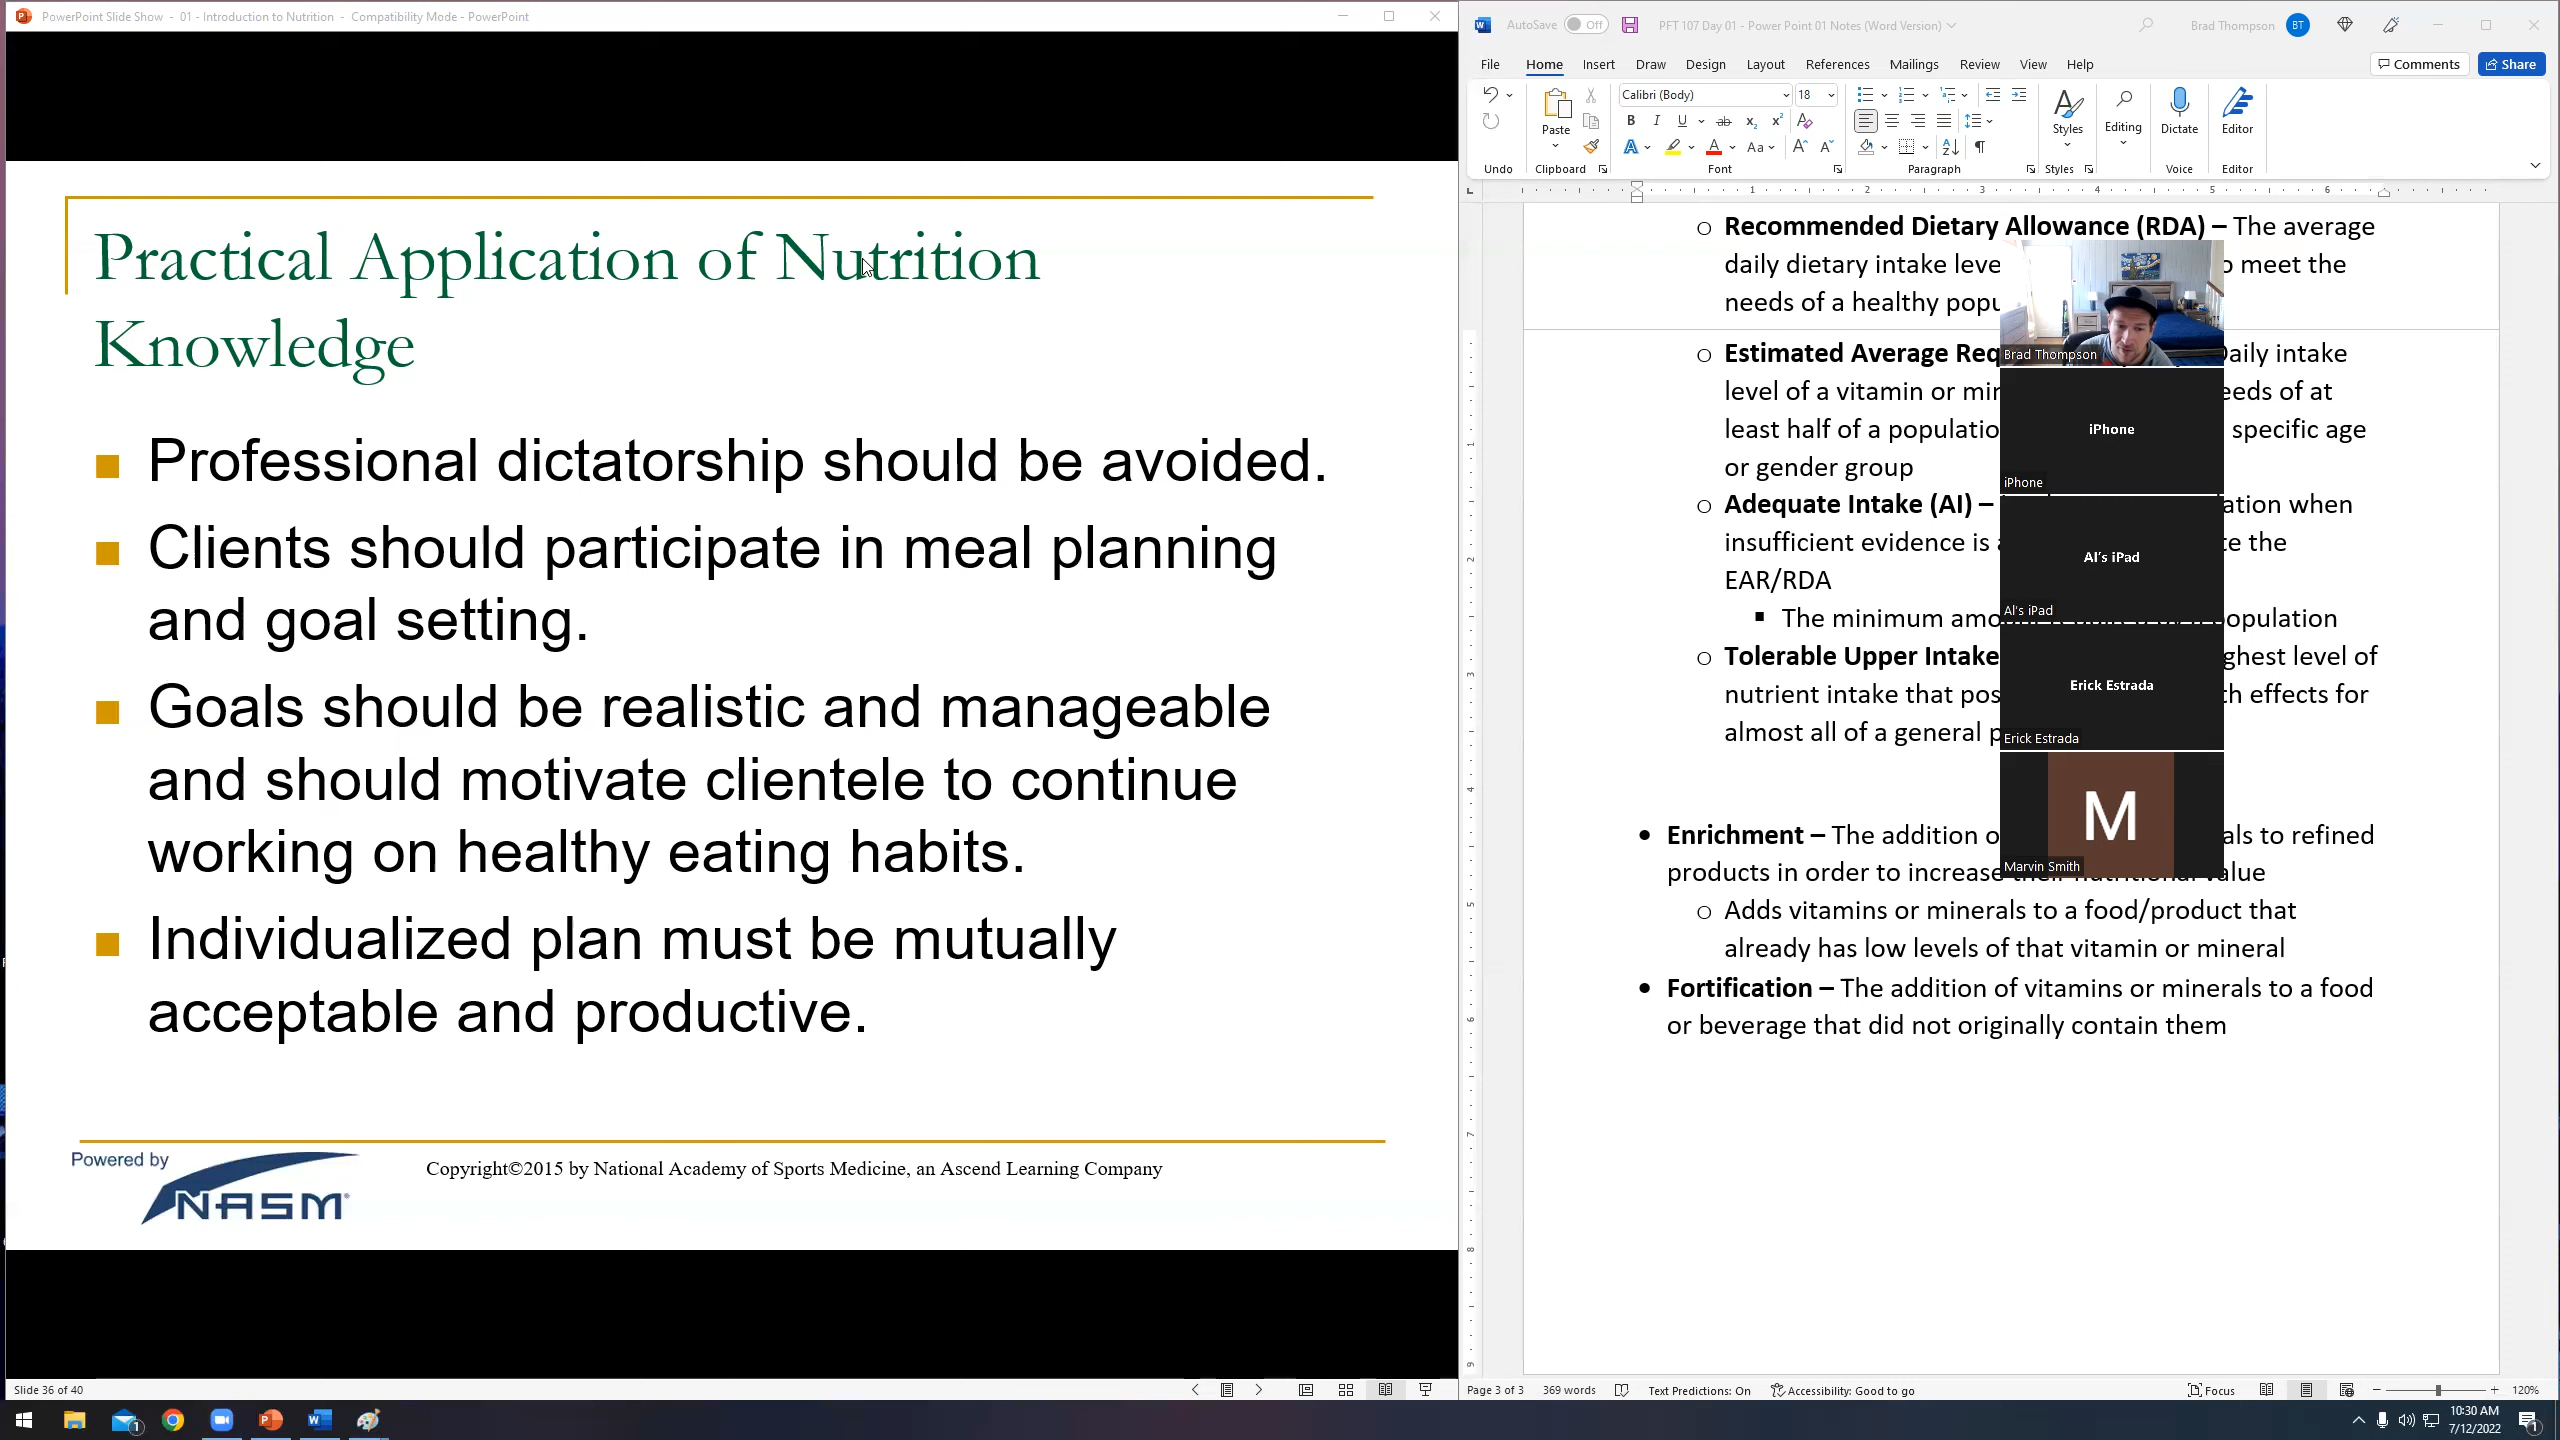 PowerPoint Slide Show - 01 - Introduction to Nutrition - Compatibility Mode - PowerPoint
Practical Application of Nutrition
Knowledge
Professional dictatorship should be avoided.
Clients should participate in meal planning
and goal setting.
Goals should be realistic and manageable
and should motivate clientele to continue
working on healthy eating habits.
Individualized plan must be mutually
acceptable and productive.
Powered by
NASM
Copyright©2015 by National Academy of Sports Medicine, an Ascend Learning Company
Slide 36 of 40
AutoSave Off PFT 107 Day 01 - Power Point 01 Notes (Word Version) Brad Thompson BT
File Home Insert Draw Design Layout References Mailings Review View Help Comments Share
Calibri (Body) 18
Paste Styles Editing Dictate Editor
Undo Clipboard Font Paragraph Styles Voice Editor
1 2 3 4 5 6
Recommended Dietary Allowance (RDA) – The average
daily dietary intake leve o meet the
needs of a healthy popu
Estimated Average Req Daily intake
level of a vitamin or min eeds of at
least half of a populatio specific age
or gender group
Adequate Intake (AI) – ation when
insufficient evidence is a te the
EAR/RDA
The minimum amo population
Tolerable Upper Intake ghest level of
nutrient intake that pos th effects for
almost all of a general p
Enrichment – The addition o als to refined
products in order to increase their nutritional value
Adds vitamins or minerals to a food/product that
already has low levels of that vitamin or mineral
Fortification – The addition of vitamins or minerals to a food
or beverage that did not originally contain them
Brad Thompson
iPhone
iPhone
Al's iPad
Al's iPad
Erick Estrada
Erick Estrada
M
Marvin Smith
Page 3 of 3 369 words Text Predictions: On Accessibility: Good to go Focus 120%
10:30 AM
7/12/2022